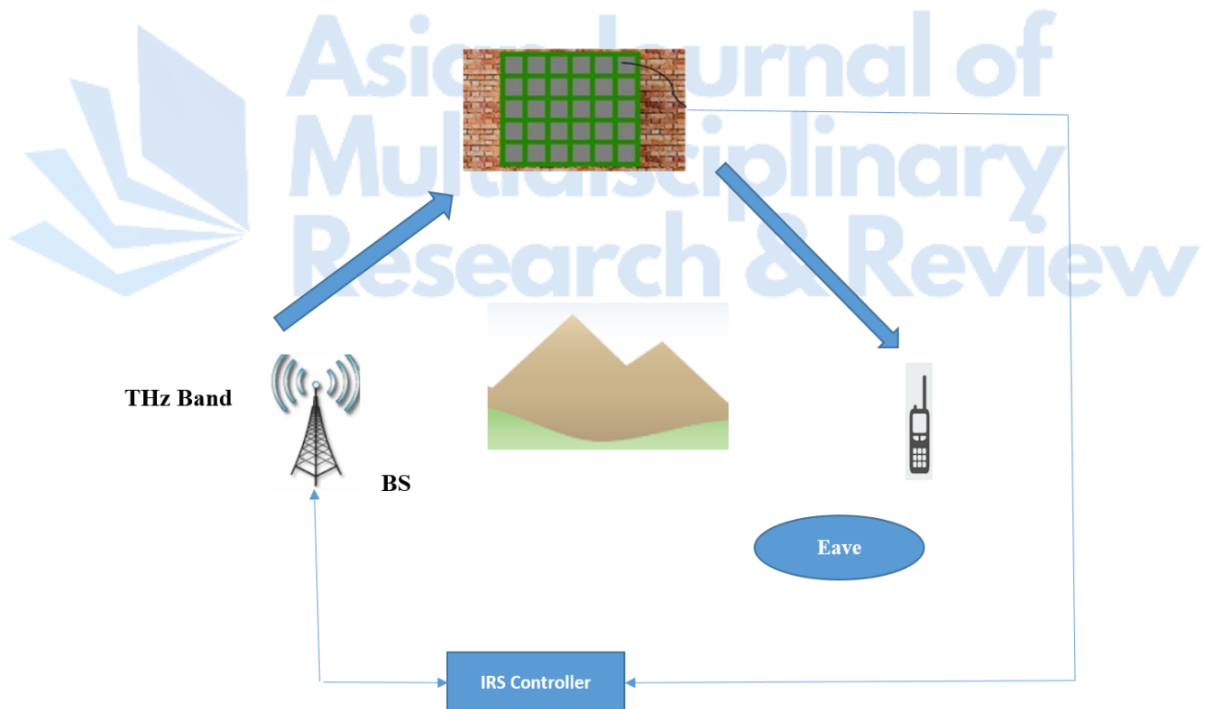 Asian Journal of
Multidisciplinary
Research & Review
THz Band
BS
Eave
IRS Controller